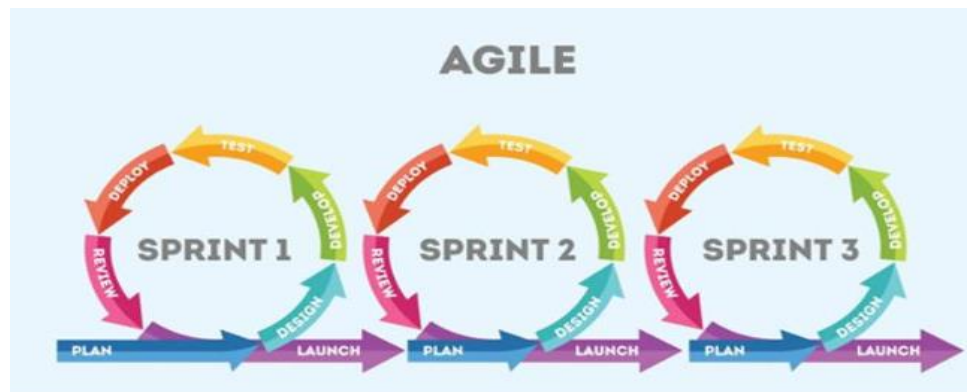 AGILE
SPRINT 1
PLAN
DESIGN
DEVELOP
TEST
DEPLOY
REVIEW
LAUNCH
SPRINT 2
PLAN
DESIGN
DEVELOP
TEST
DEPLOY
REVIEW
LAUNCH
SPRINT 3
PLAN
DESIGN
DEVELOP
TEST
DEPLOY
REVIEW
LAUNCH